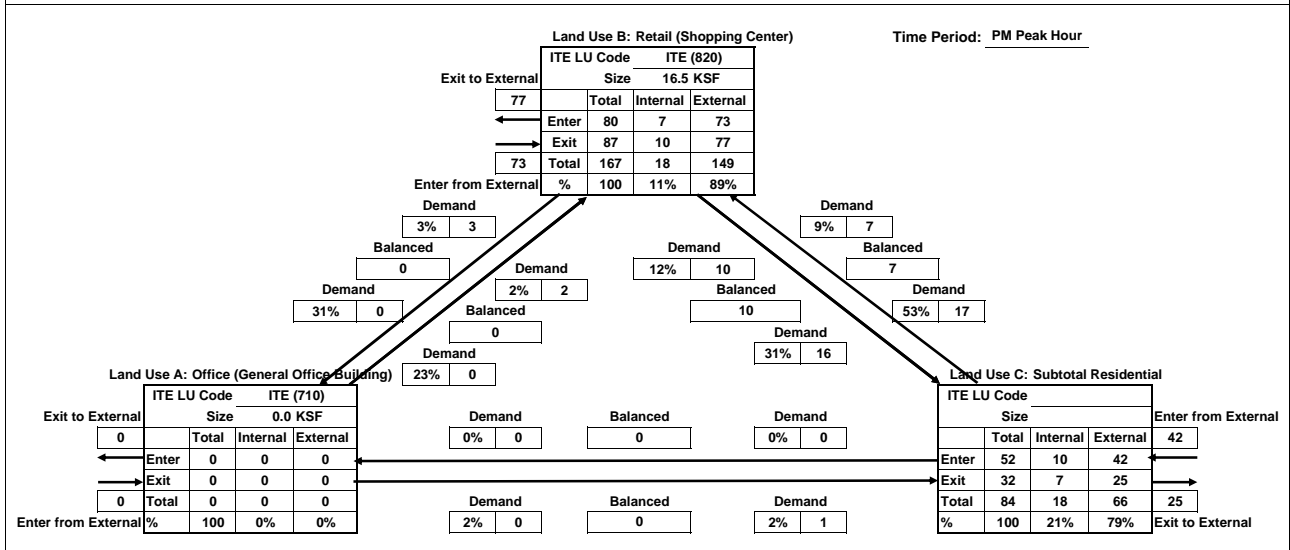 Land Use B: Retail (Shopping Center)
Time Period: PM Peak Hour
ITE LU Code ITE (820)
Exit to External Size 16.5 KSF
77 Total Internal External
Enter 80 7 73
Exit 87 10 77
73 Total 167 18 149
Enter from External % 100 11% 89%
Demand Demand
3% 3 9% 7
Balanced Demand Balanced
0 Demand 12% 10 7
Demand 2% 2 Balanced Demand
31% 0 Balanced 10 53% 17
0 Demand
Demand 31% 16
Land Use A: Office (General Office Building) 23% 0 Land Use C: Subtotal Residential
ITE LU Code ITE (710) ITE LU Code
Exit to External Size 0.0 KSF Demand Balanced Demand Size Enter from External
0 Total Internal External 0% 0 0 0% 0 Total Internal External 42
Enter 0 0 0 Enter 52 10 42
Exit 0 0 0 Exit 32 7 25
0 Total 0 0 0 Demand Balanced Demand Total 84 18 66 25
Enter from External % 100 0% 0% 2% 0 0 2% 1 % 100 21% 79% Exit to External